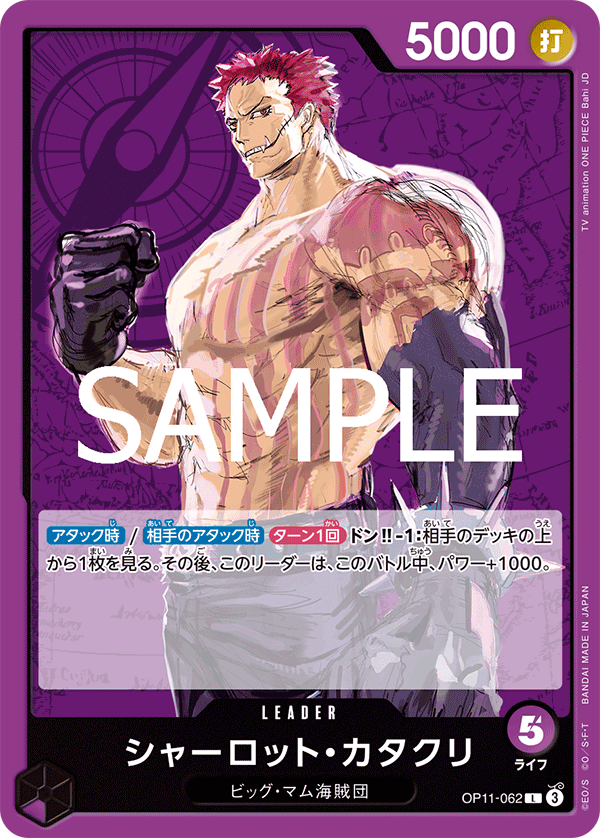 5000 打
TV animation ONE PIECE Bahi JD
SAMPLE
アタック時 / 相手のアタック時 ターン1回 ドン!!-1:相手のデッキの上
から1枚を見る。その後、このリーダーは、このバトル中、パワー+1000。
BANDAI MADE IN JAPAN
©E.O/S ©O/S・F・T
LEADER
シャーロット・カタクリ
5
ライフ
ビッグ・マム海賊団
OP11-062 L 3